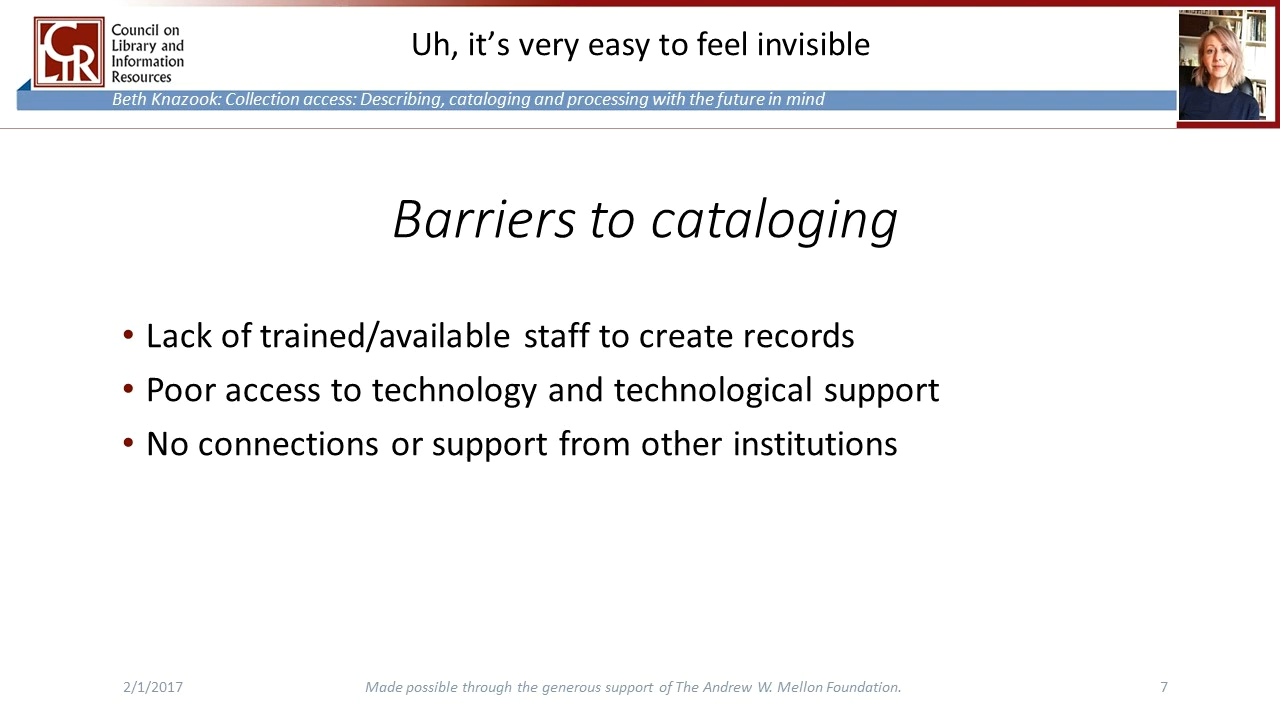 CLIR
Council on
Library and
Information
Resources
Uh, it’s very easy to feel invisible
Beth Knazook: Collection access: Describing, cataloging and processing with the future in mind
Barriers to cataloging
• Lack of trained/available staff to create records
• Poor access to technology and technological support
• No connections or support from other institutions
2/1/2017
Made possible through the generous support of The Andrew W. Mellon Foundation.
7